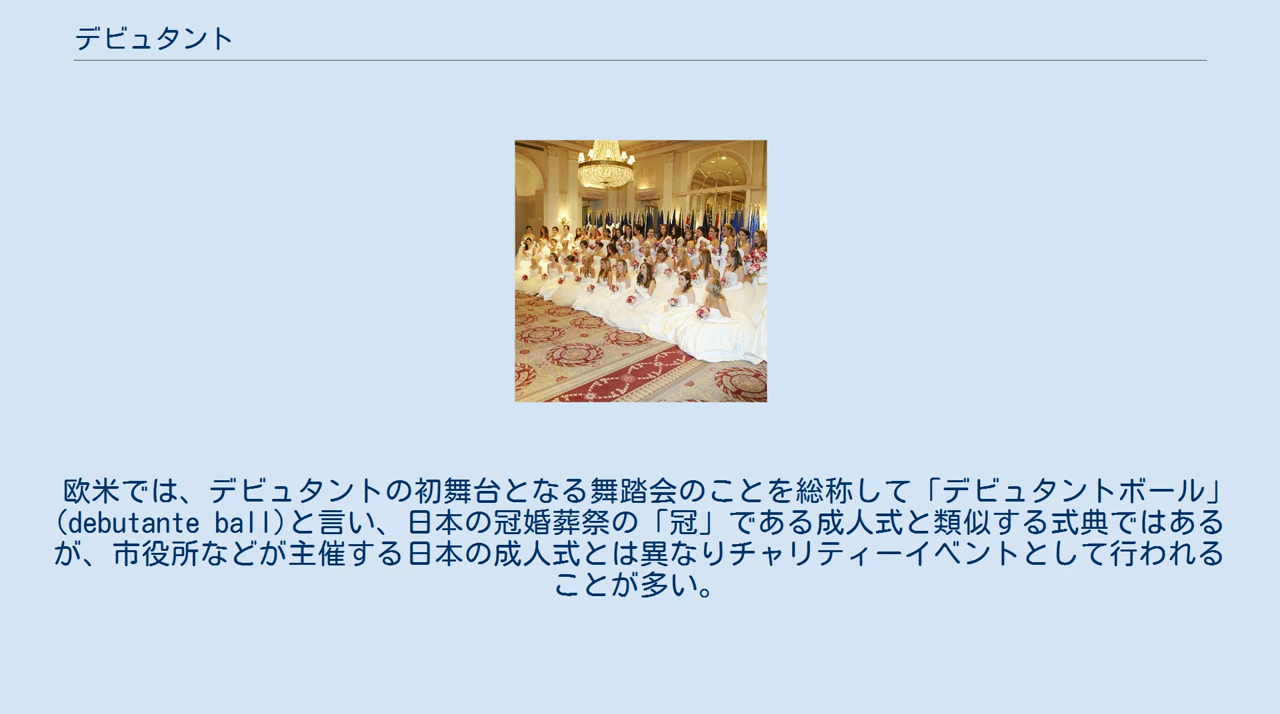 デビュタント
欧米では、デビュタントの初舞台となる舞踏会のことを総称して「デビュタントボール」
(debutante ball)と言い、日本の冠婚葬祭の「冠」である成人式と類似する式典ではある
が、市役所などが主催する日本の成人式とは異なりチャリティーイベントとして行われる
ことが多い。